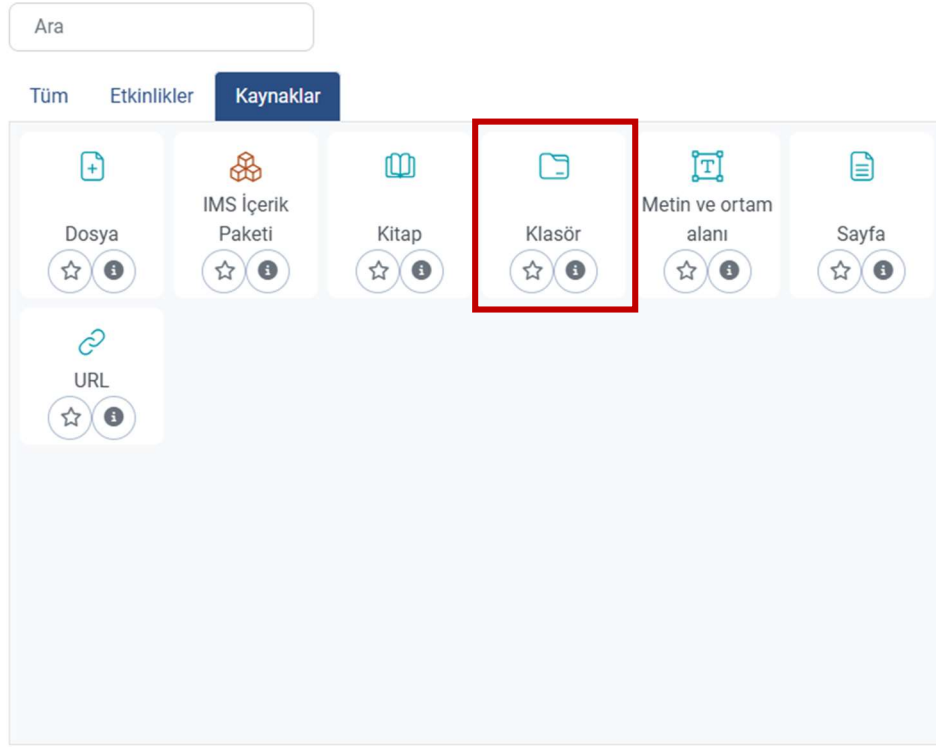 Ara
Tüm Etkinlikler Kaynaklar
Dosya
IMS İçerik
Paketi
Kitap
Klasör
Metin ve ortam
alanı
Sayfa
URL